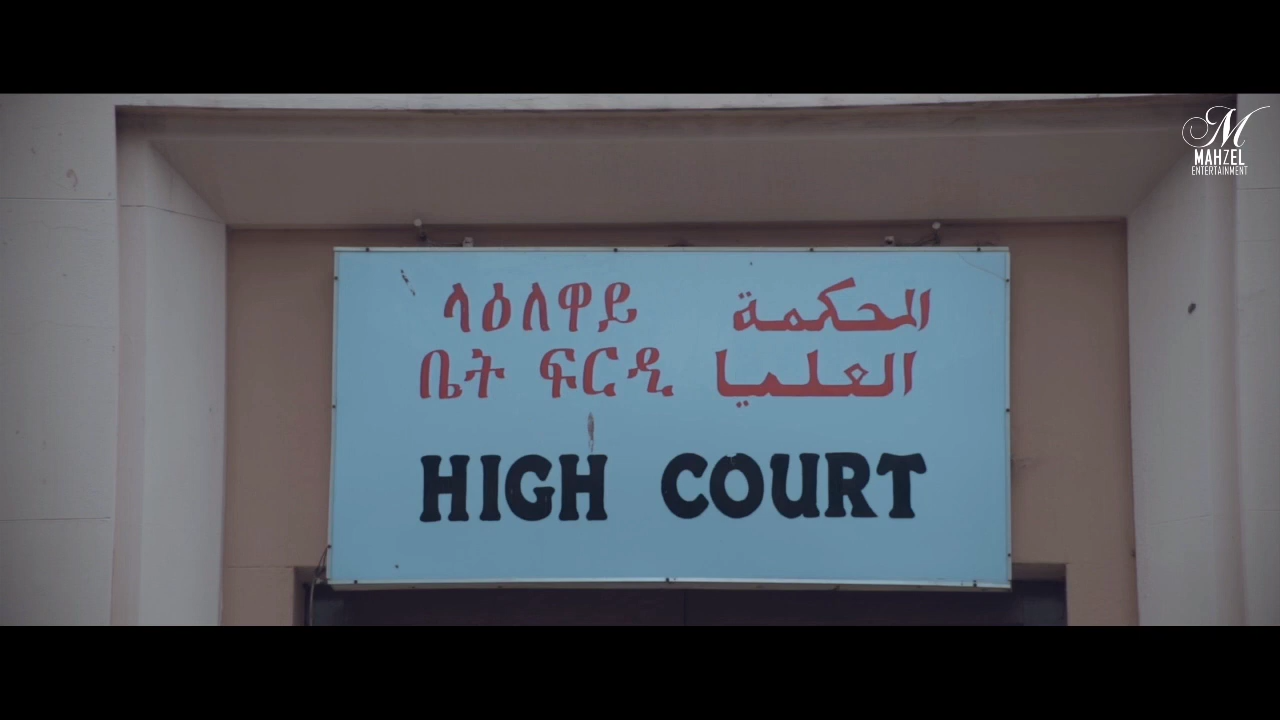 ላዕለዋይ
ቤት ፍርዲ
المحكمة
العليا
HIGH COURT
M
MAHZEL
ENTERTAINMENT